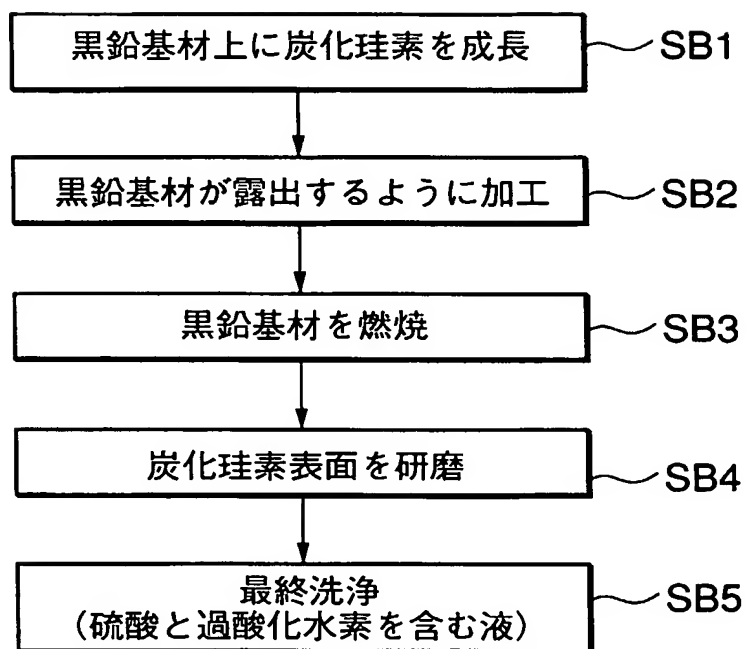 黒鉛基材上に炭化珪素を成長 SB1
黒鉛基材が露出するように加工 SB2
黒鉛基材を燃焼 SB3
炭化珪素表面を研磨 SB4
最終洗浄 SB5
(硫酸と過酸化水素を含む液)